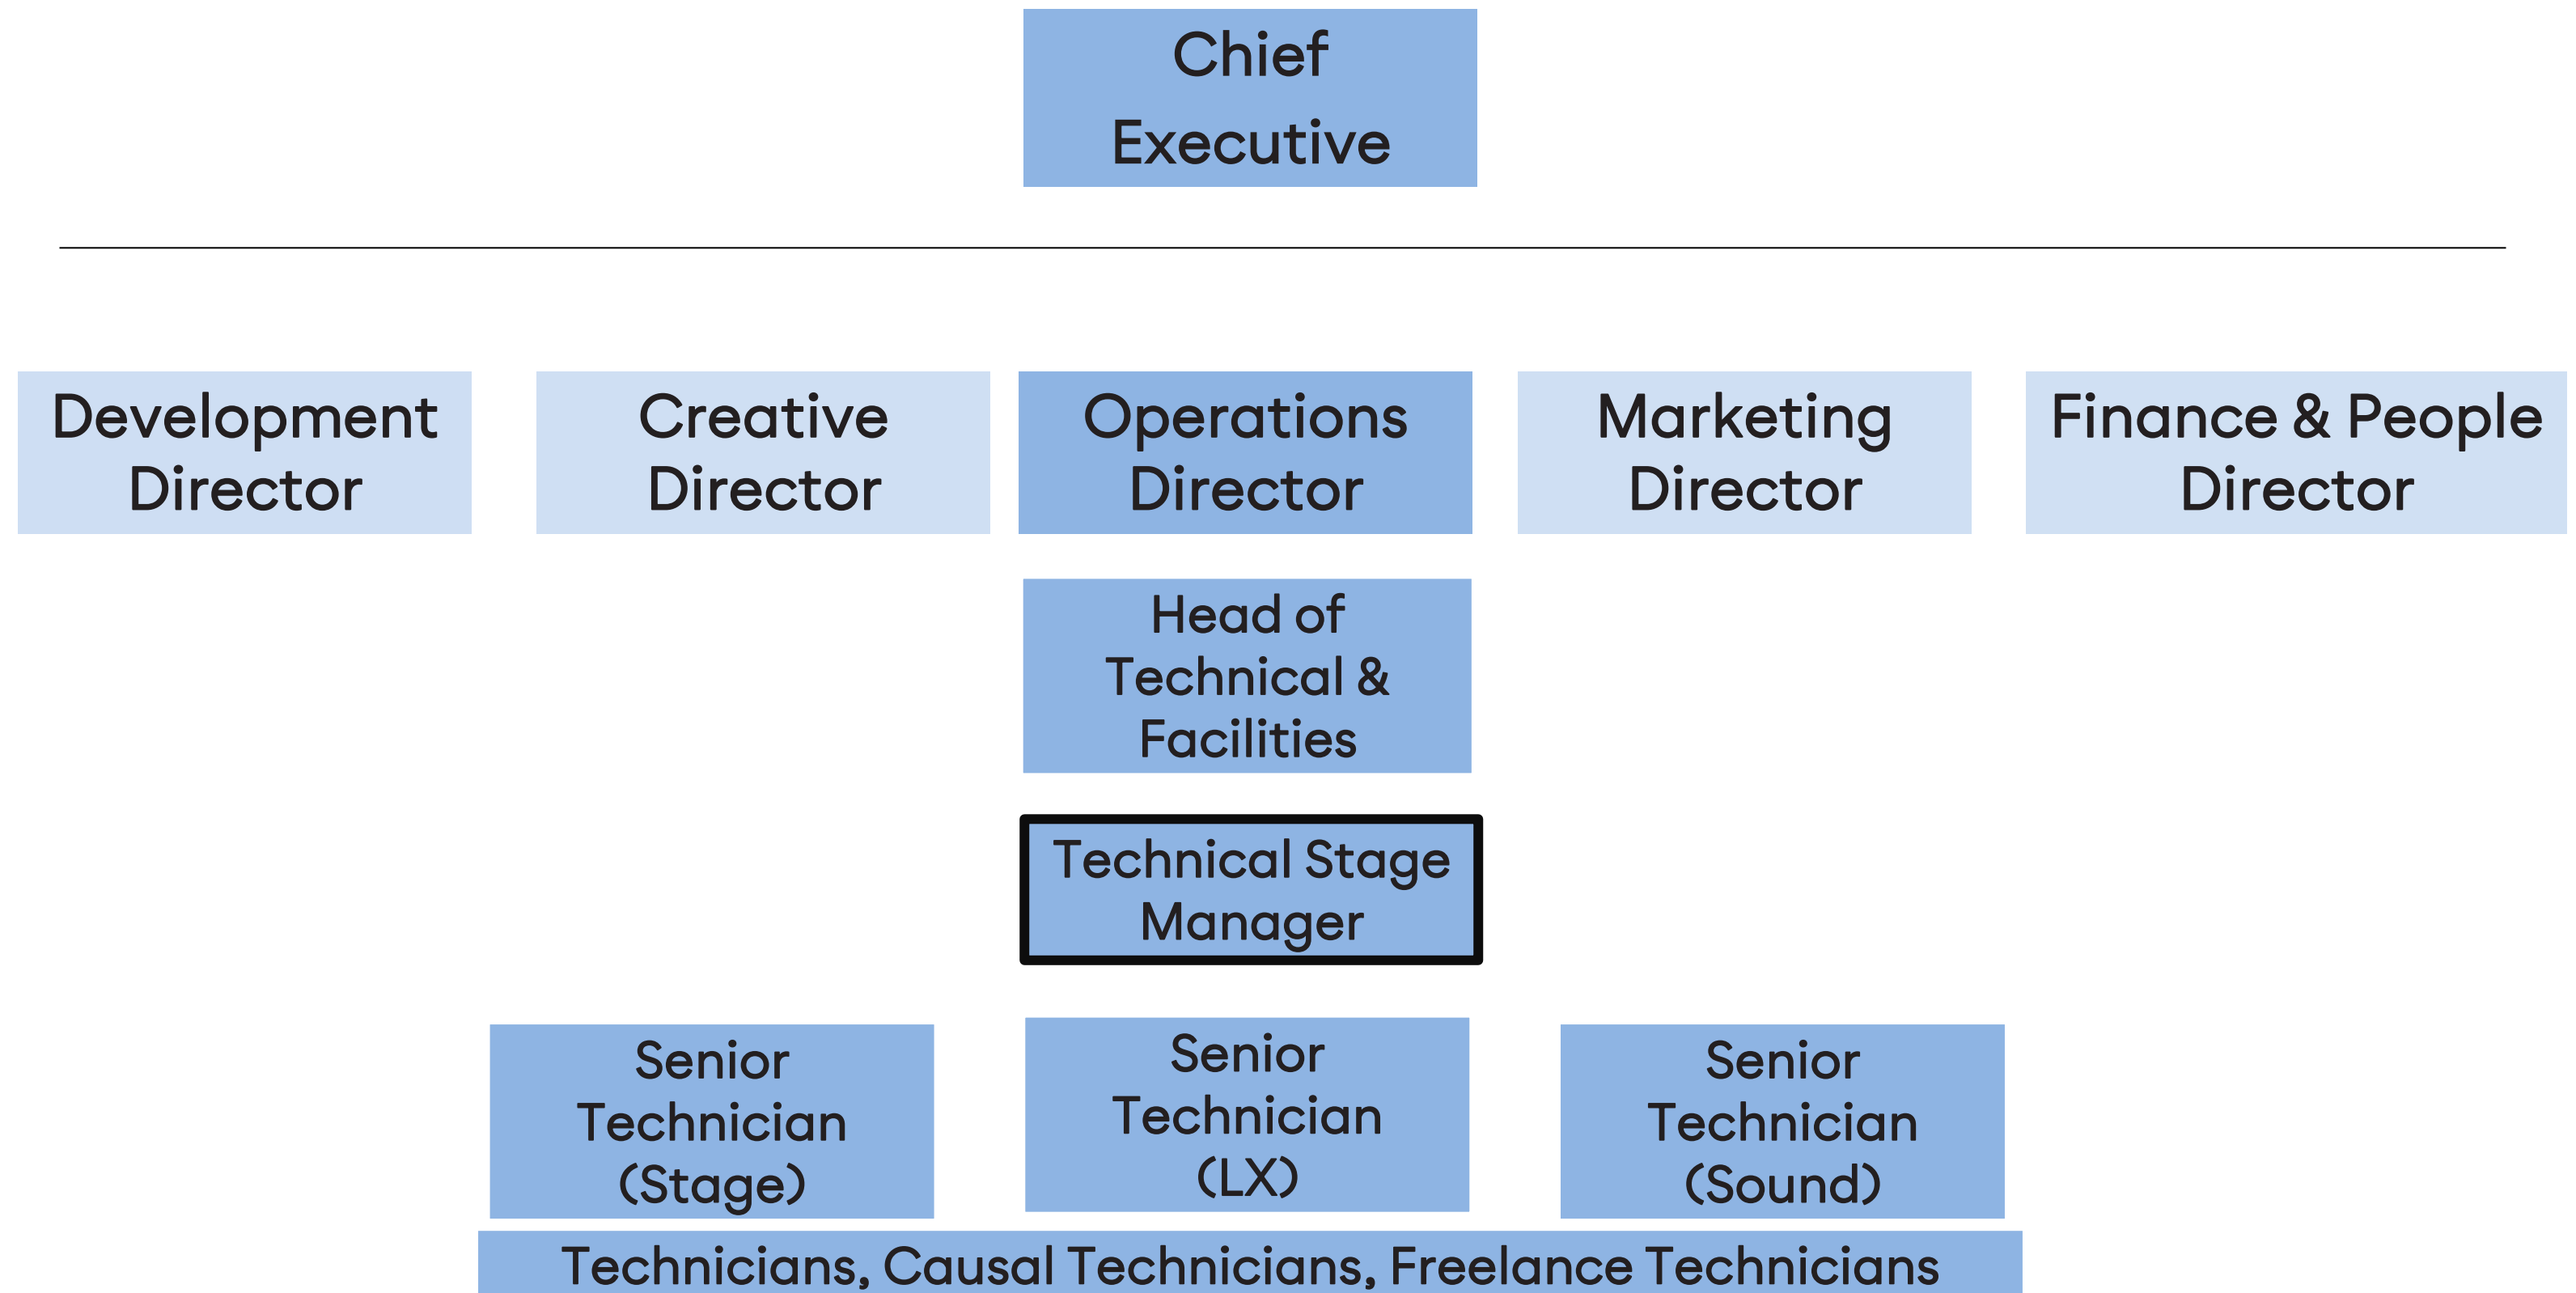 Chief
Executive
Development
Director
Creative
Director
Operations
Director
Marketing
Director
Finance & People
Director
Head of
Technical &
Facilities
Technical Stage
Manager
Senior
Technician
(Stage)
Senior
Technician
(LX)
Senior
Technician
(Sound)
Technicians, Causal Technicians, Freelance Technicians